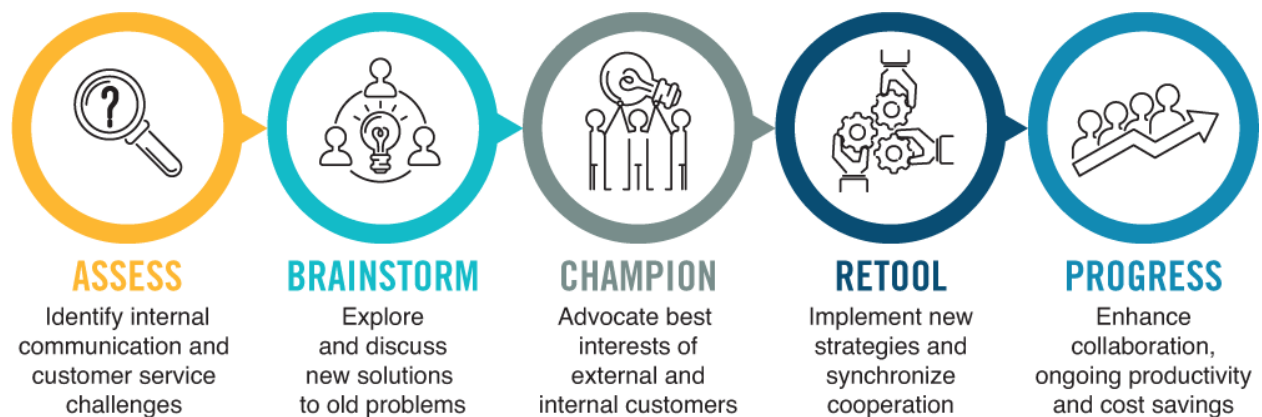 ?
ASSESS
Identify internal
communication and
customer service
challenges
BRAINSTORM
Explore
and discuss
new solutions
to old problems
CHAMPION
Advocate best
interests of
external and
internal customers
RETOOL
Implement new
strategies and
synchronize
cooperation
PROGRESS
Enhance
collaboration,
ongoing productivity
and cost savings